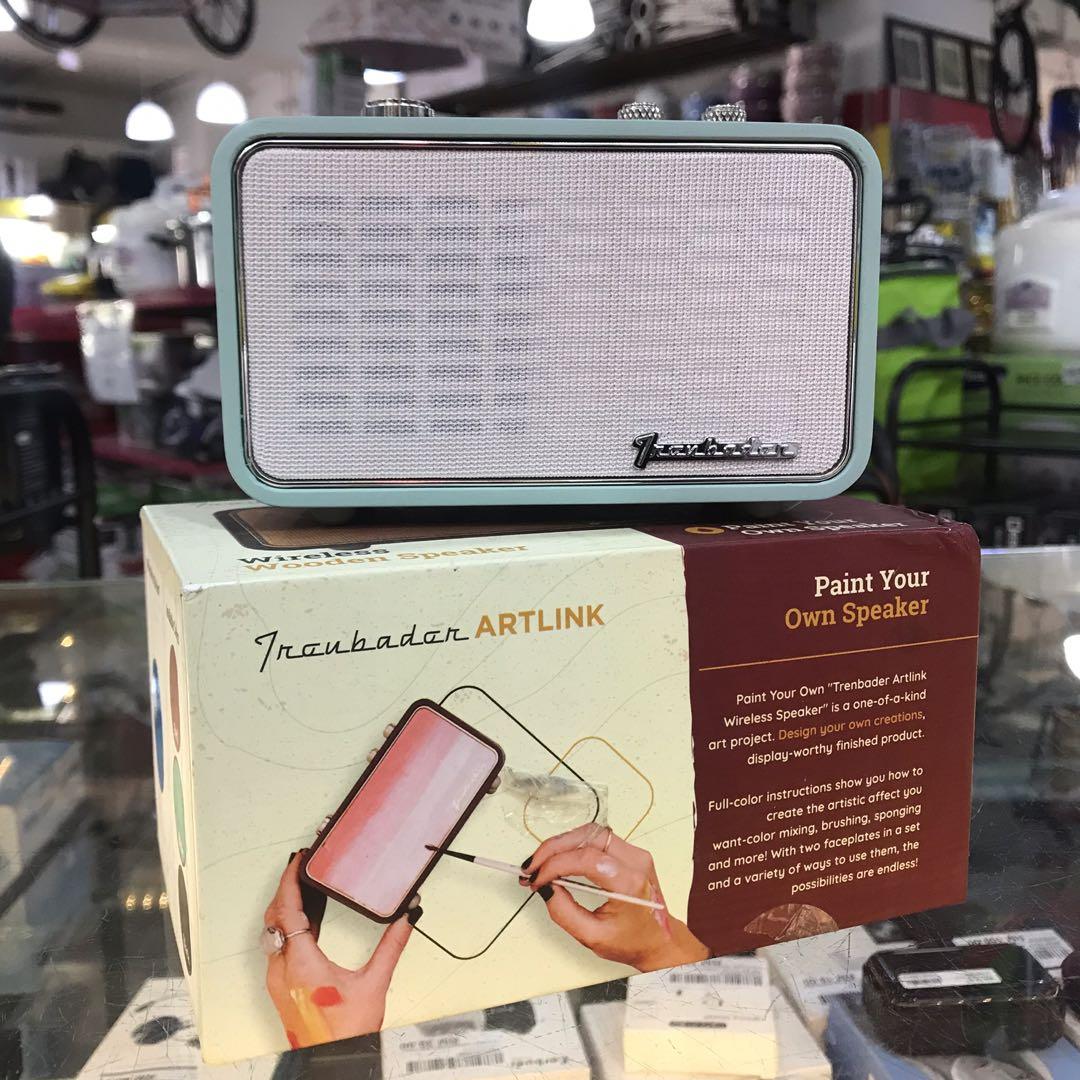 Troubador
Paint Your
Own Speaker
Wireless
Wooden Speaker
Troubador ARTLINK
Paint Your
Own Speaker
Paint Your Own "Trenbader Artlink
Wireless Speaker" is a one-of-a-kind
art project. Design your own creations,
display-worthy finished product.
Full-color instructions show you how to
create the artistic affect you
want-color mixing, brushing, sponging
and more! With two faceplates in a set
and a variety of ways to use them, the
possibilities are endless!